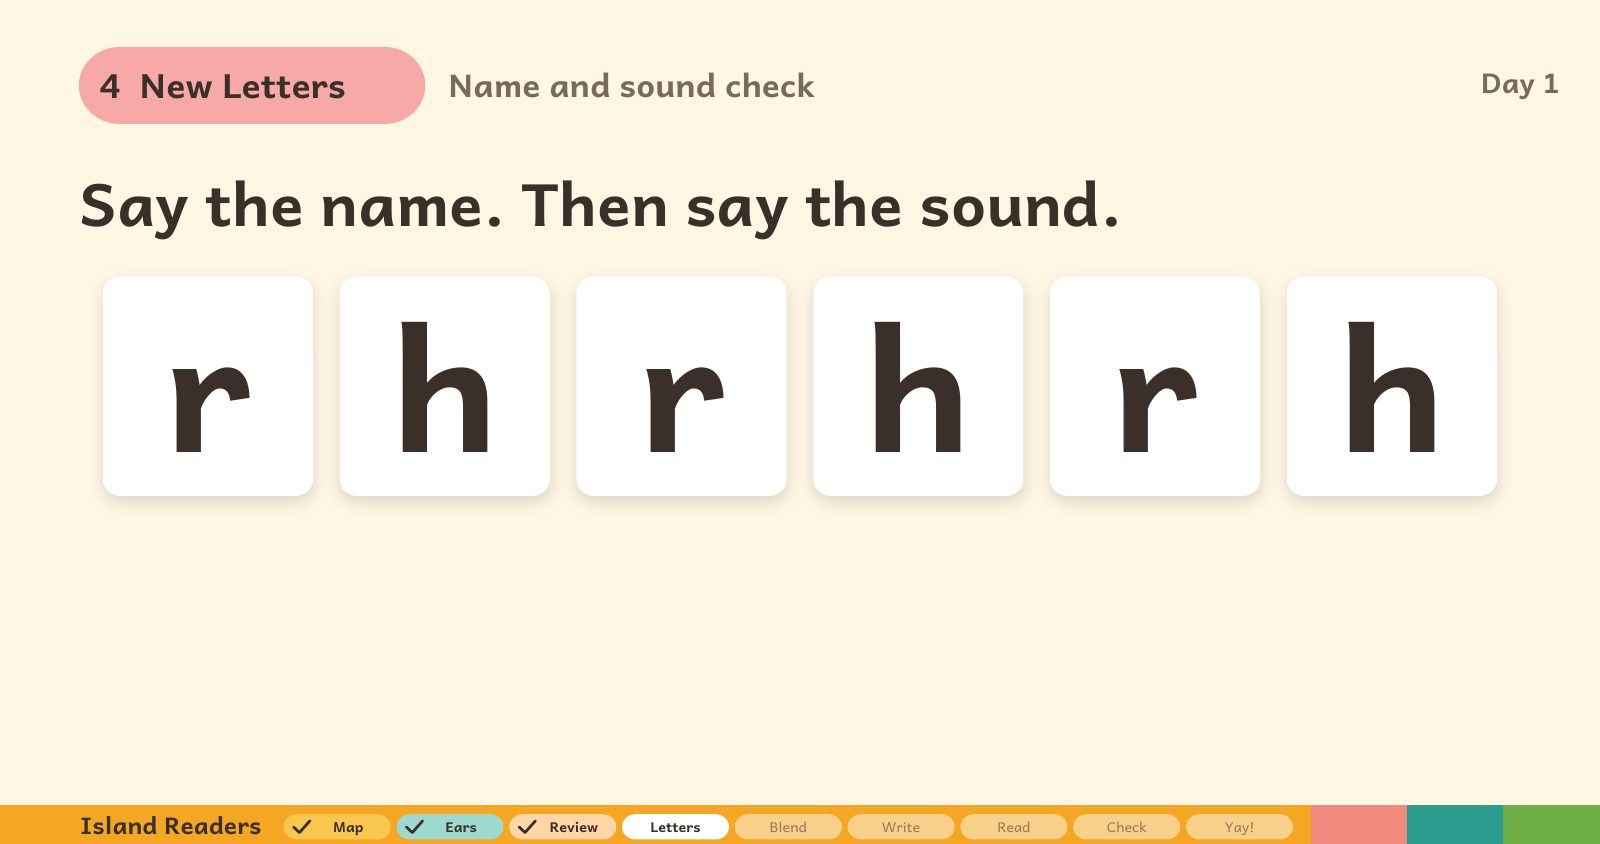 4 New Letters
Name and sound check
Day 1
Say the name. Then say the sound.
r h r h r h
Island Readers Map Ears Review Letters Blend Write Read Check Yay!